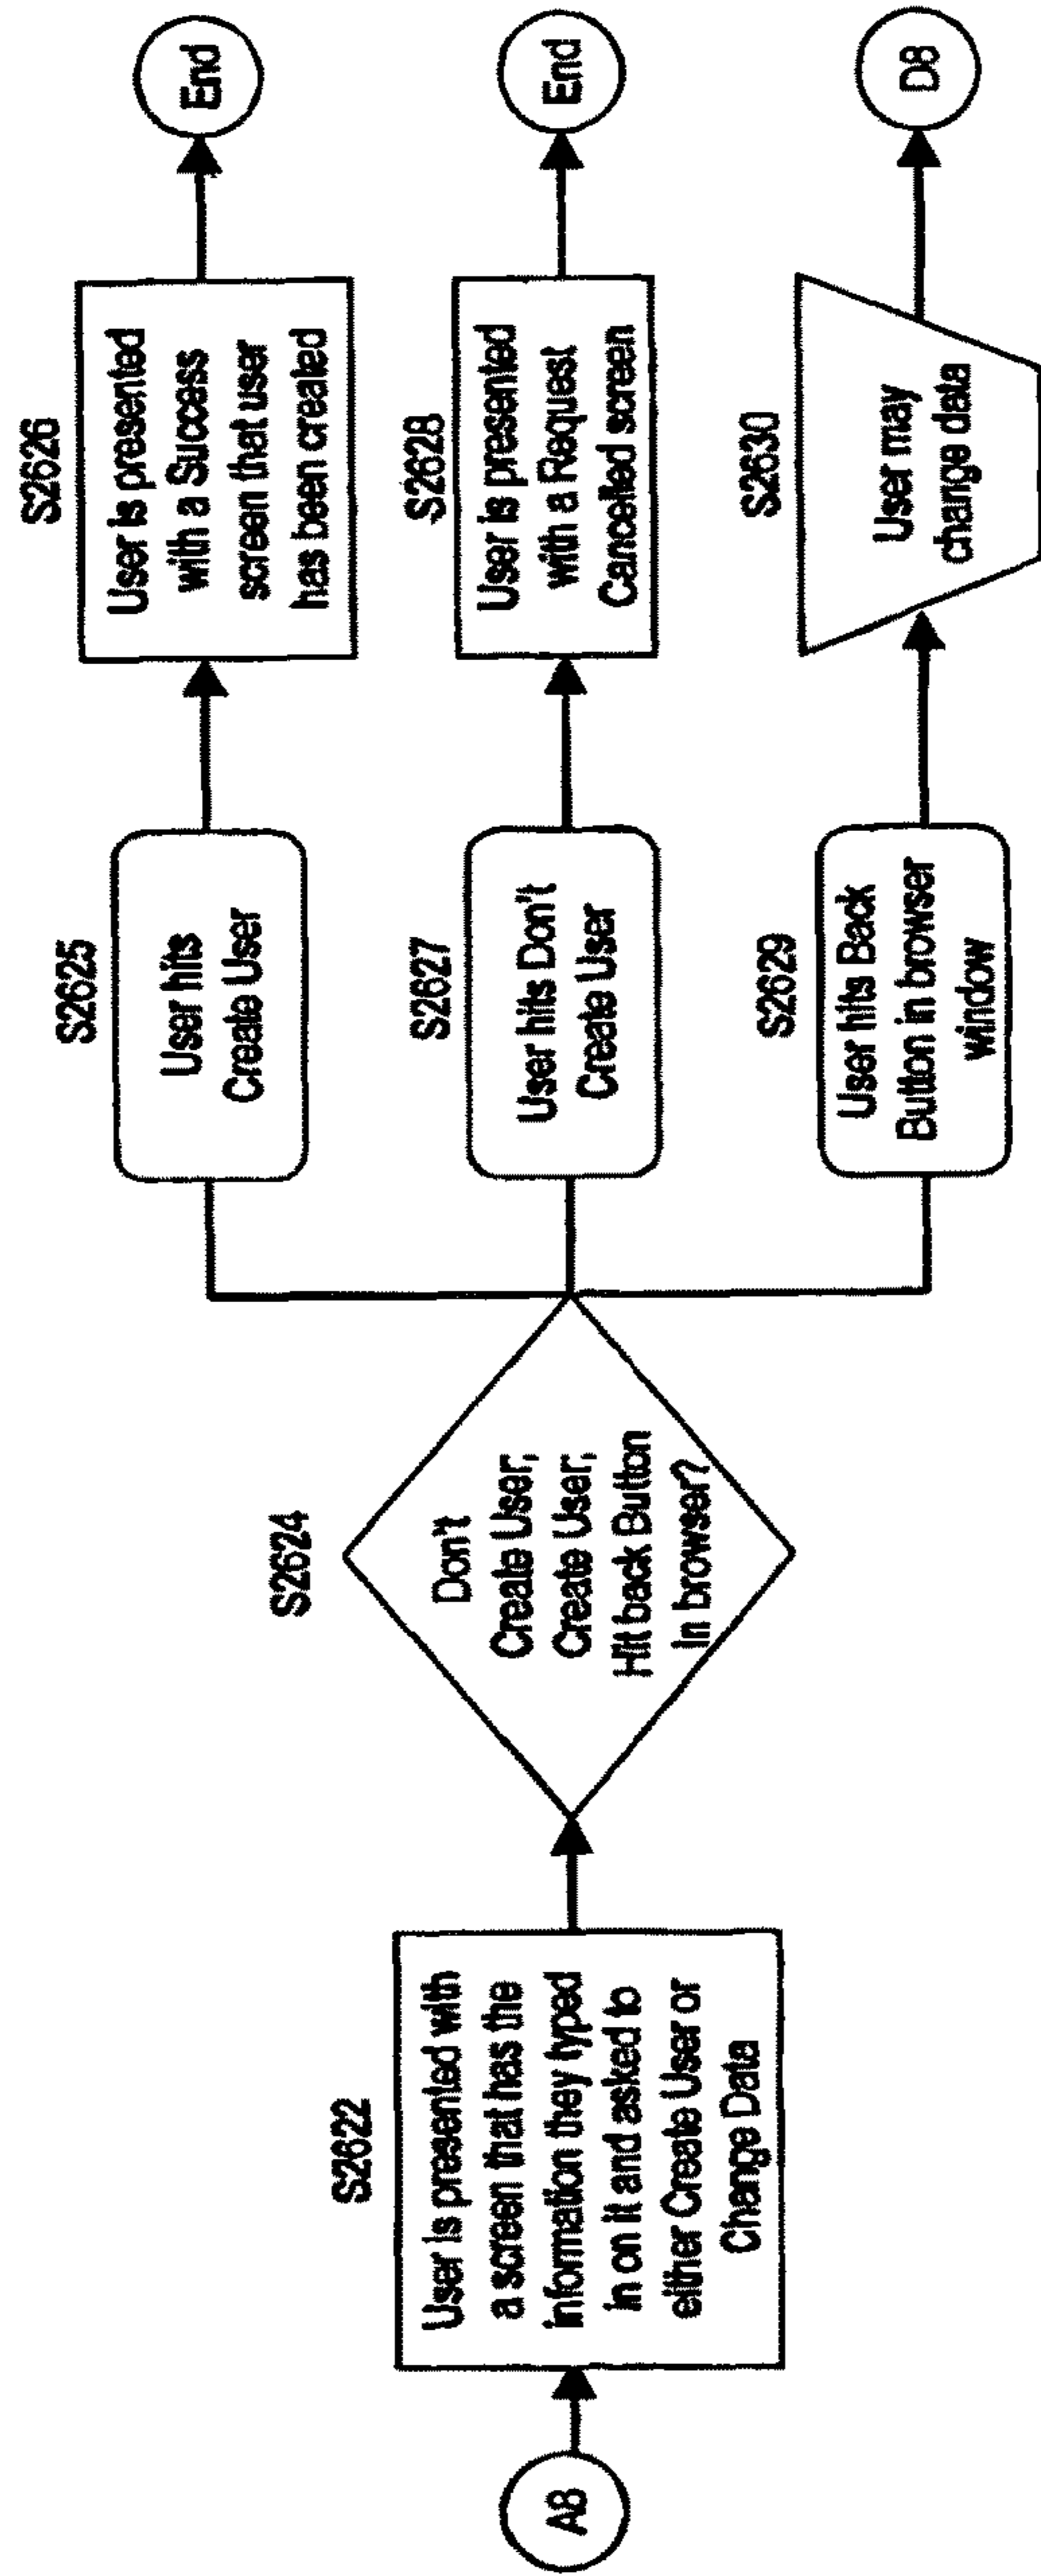 A8
S2622
User is presented with
a screen that has the
information they typed
in on it and asked to
either Create User or
Change Data
S2624
Don't
Create User,
Create User,
Hit back Button
In browser?
S2625
User hits
Create User
S2626
User is presented
with a Success
screen that user
has been created
End
S2627
User hits Don't
Create User
S2628
User is presented
with a Request
Cancelled screen
End
S2629
User hits Back
Button in browser
window
S2630
User may
change data
D8